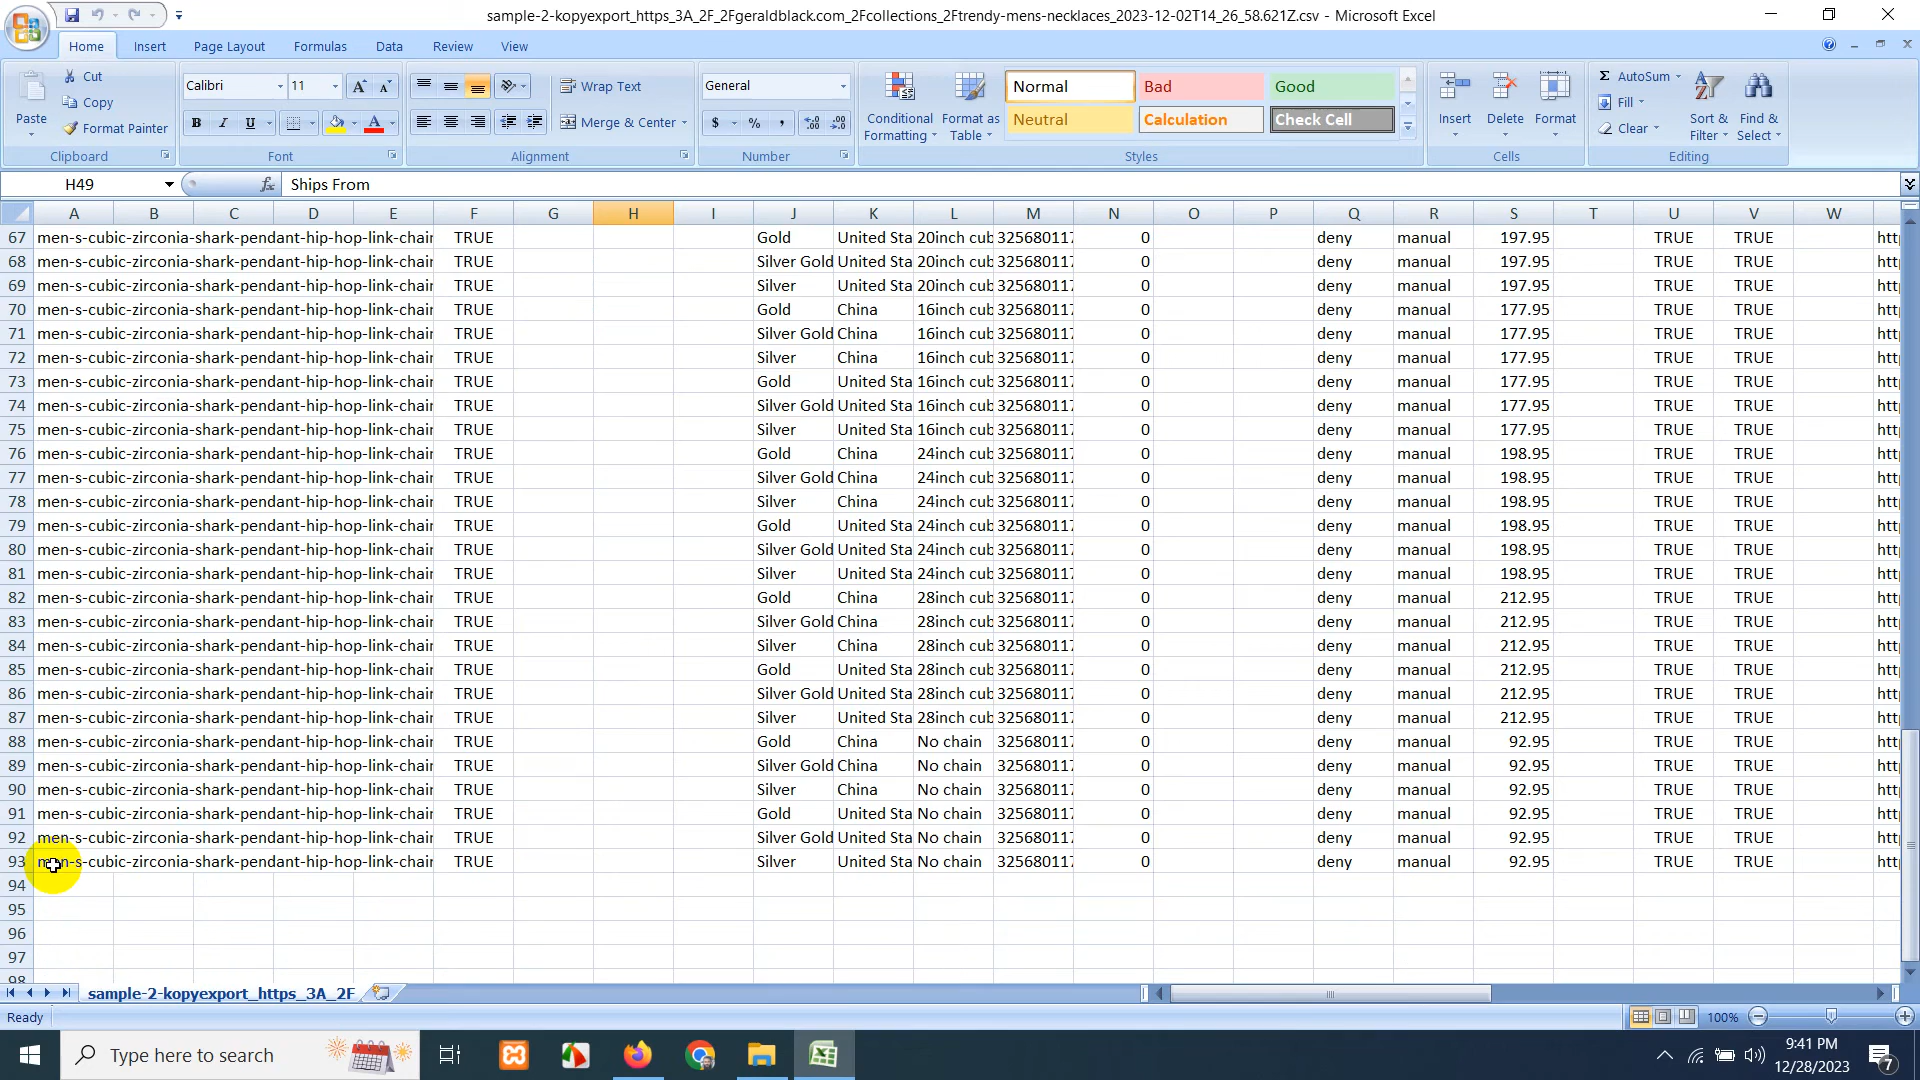 sample-2-kopyexport_https_3A_2F_2Fgeraldblack.com_2Fcollections_2Ftrendy-mens-necklaces_2023-12-02T14_26_58.621Z.csv - Microsoft Excel
Home Insert Page Layout Formulas Data Review View
Paste Cut Copy Format Painter Clipboard
Calibri 11 B I U Font
Wrap Text Merge & Center Alignment
General $ % , Number
Conditional Formatting Format as Table Normal Bad Good Neutral Calculation Check Cell Styles
Insert Delete Format Cells
Σ AutoSum Fill Clear Sort & Filter Find & Select Editing
H49 fx Ships From
A B C D E F G H I J K L M N O P Q R S T U V W
67 men-s-cubic-zirconia-shark-pendant-hip-hop-link-chair TRUE Gold United Sta 20inch cub 325680117 0 deny manual 197.95 TRUE TRUE htt
68 men-s-cubic-zirconia-shark-pendant-hip-hop-link-chair TRUE Silver Gold United Sta 20inch cub 325680117 0 deny manual 197.95 TRUE TRUE htt
69 men-s-cubic-zirconia-shark-pendant-hip-hop-link-chair TRUE Silver United Sta 20inch cub 325680117 0 deny manual 197.95 TRUE TRUE htt
70 men-s-cubic-zirconia-shark-pendant-hip-hop-link-chair TRUE Gold China 16inch cub 325680117 0 deny manual 177.95 TRUE TRUE htt
71 men-s-cubic-zirconia-shark-pendant-hip-hop-link-chair TRUE Silver Gold China 16inch cub 325680117 0 deny manual 177.95 TRUE TRUE htt
72 men-s-cubic-zirconia-shark-pendant-hip-hop-link-chair TRUE Silver China 16inch cub 325680117 0 deny manual 177.95 TRUE TRUE htt
73 men-s-cubic-zirconia-shark-pendant-hip-hop-link-chair TRUE Gold United Sta 16inch cub 325680117 0 deny manual 177.95 TRUE TRUE htt
74 men-s-cubic-zirconia-shark-pendant-hip-hop-link-chair TRUE Silver Gold United Sta 16inch cub 325680117 0 deny manual 177.95 TRUE TRUE htt
75 men-s-cubic-zirconia-shark-pendant-hip-hop-link-chair TRUE Silver United Sta 16inch cub 325680117 0 deny manual 177.95 TRUE TRUE htt
76 men-s-cubic-zirconia-shark-pendant-hip-hop-link-chair TRUE Gold China 24inch cub 325680117 0 deny manual 198.95 TRUE TRUE htt
77 men-s-cubic-zirconia-shark-pendant-hip-hop-link-chair TRUE Silver Gold China 24inch cub 325680117 0 deny manual 198.95 TRUE TRUE htt
78 men-s-cubic-zirconia-shark-pendant-hip-hop-link-chair TRUE Silver China 24inch cub 325680117 0 deny manual 198.95 TRUE TRUE htt
79 men-s-cubic-zirconia-shark-pendant-hip-hop-link-chair TRUE Gold United Sta 24inch cub 325680117 0 deny manual 198.95 TRUE TRUE htt
80 men-s-cubic-zirconia-shark-pendant-hip-hop-link-chair TRUE Silver Gold United Sta 24inch cub 325680117 0 deny manual 198.95 TRUE TRUE htt
81 men-s-cubic-zirconia-shark-pendant-hip-hop-link-chair TRUE Silver United Sta 24inch cub 325680117 0 deny manual 198.95 TRUE TRUE htt
82 men-s-cubic-zirconia-shark-pendant-hip-hop-link-chair TRUE Gold China 28inch cub 325680117 0 deny manual 212.95 TRUE TRUE htt
83 men-s-cubic-zirconia-shark-pendant-hip-hop-link-chair TRUE Silver Gold China 28inch cub 325680117 0 deny manual 212.95 TRUE TRUE htt
84 men-s-cubic-zirconia-shark-pendant-hip-hop-link-chair TRUE Silver China 28inch cub 325680117 0 deny manual 212.95 TRUE TRUE htt
85 men-s-cubic-zirconia-shark-pendant-hip-hop-link-chair TRUE Gold United Sta 28inch cub 325680117 0 deny manual 212.95 TRUE TRUE htt
86 men-s-cubic-zirconia-shark-pendant-hip-hop-link-chair TRUE Silver Gold United Sta 28inch cub 325680117 0 deny manual 212.95 TRUE TRUE htt
87 men-s-cubic-zirconia-shark-pendant-hip-hop-link-chair TRUE Silver United Sta 28inch cub 325680117 0 deny manual 212.95 TRUE TRUE htt
88 men-s-cubic-zirconia-shark-pendant-hip-hop-link-chair TRUE Gold China No chain 325680117 0 deny manual 92.95 TRUE TRUE htt
89 men-s-cubic-zirconia-shark-pendant-hip-hop-link-chair TRUE Silver Gold China No chain 325680117 0 deny manual 92.95 TRUE TRUE htt
90 men-s-cubic-zirconia-shark-pendant-hip-hop-link-chair TRUE Silver China No chain 325680117 0 deny manual 92.95 TRUE TRUE htt
91 men-s-cubic-zirconia-shark-pendant-hip-hop-link-chair TRUE Gold United Sta No chain 325680117 0 deny manual 92.95 TRUE TRUE htt
92 men-s-cubic-zirconia-shark-pendant-hip-hop-link-chair TRUE Silver Gold United Sta No chain 325680117 0 deny manual 92.95 TRUE TRUE htt
93 men-s-cubic-zirconia-shark-pendant-hip-hop-link-chair TRUE Silver United Sta No chain 325680117 0 deny manual 92.95 TRUE TRUE htt
94
95
96
97
98
sample-2-kopyexport_https_3A_2F
Ready 100%
Type here to search
9:41 PM
12/28/2023
7